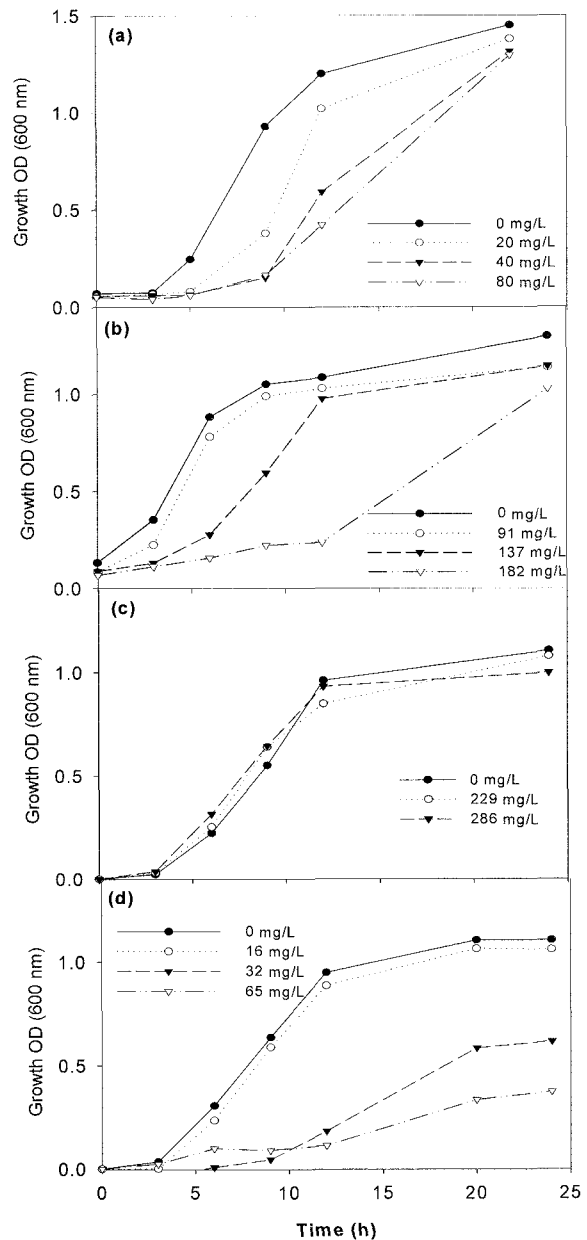 (a)
Growth OD (600 nm)
1.5
1.0
0.5
0.0
0 mg/L
20 mg/L
40 mg/L
80 mg/L
(b)
Growth OD (600 nm)
1.0
0.5
0.0
0 mg/L
91 mg/L
137 mg/L
182 mg/L
(c)
Growth OD (600 nm)
1.0
0.5
0.0
0 mg/L
229 mg/L
286 mg/L
(d)
Growth OD (600 nm)
1.0
0.5
0.0
0 mg/L
16 mg/L
32 mg/L
65 mg/L
0 5 10 15 20 25
Time (h)